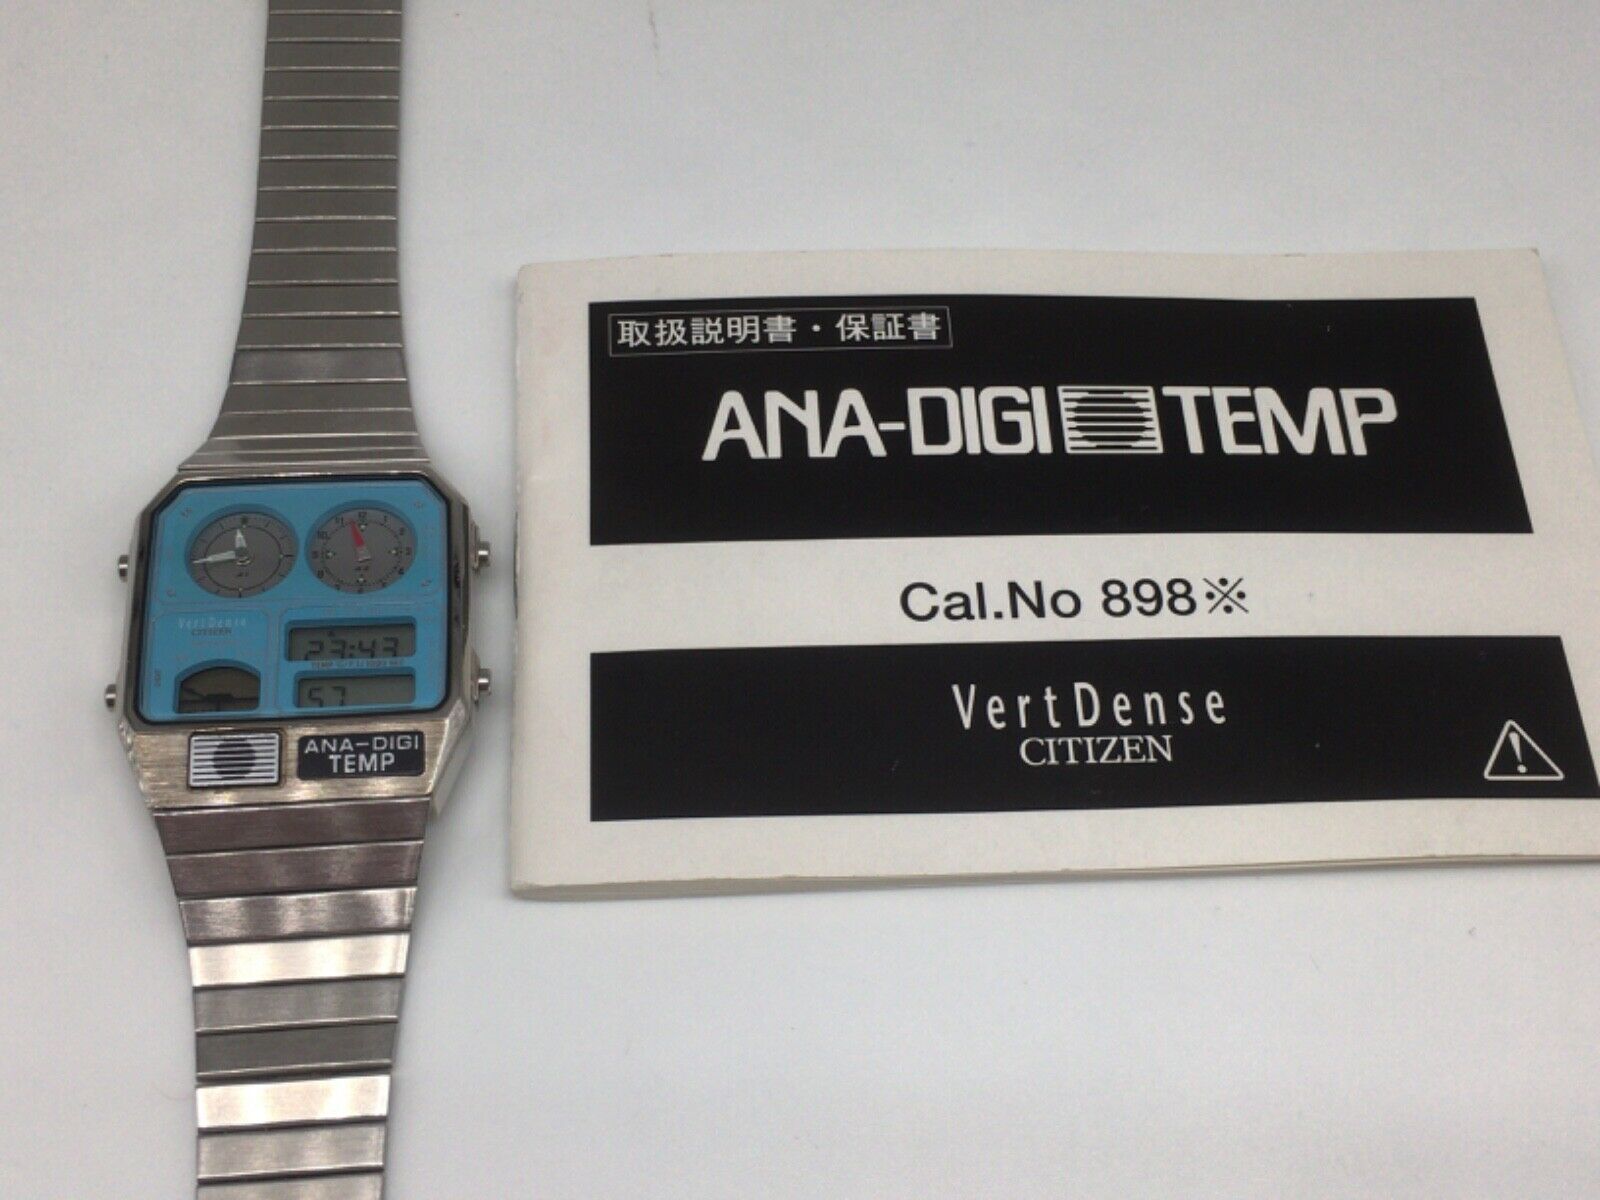 VertDense
CITIZEN
23:43
57
ANA-DIGI
TEMP
取扱説明書・保証書
ANA-DIGI TEMP
Cal.No 898※
VertDense
CITIZEN